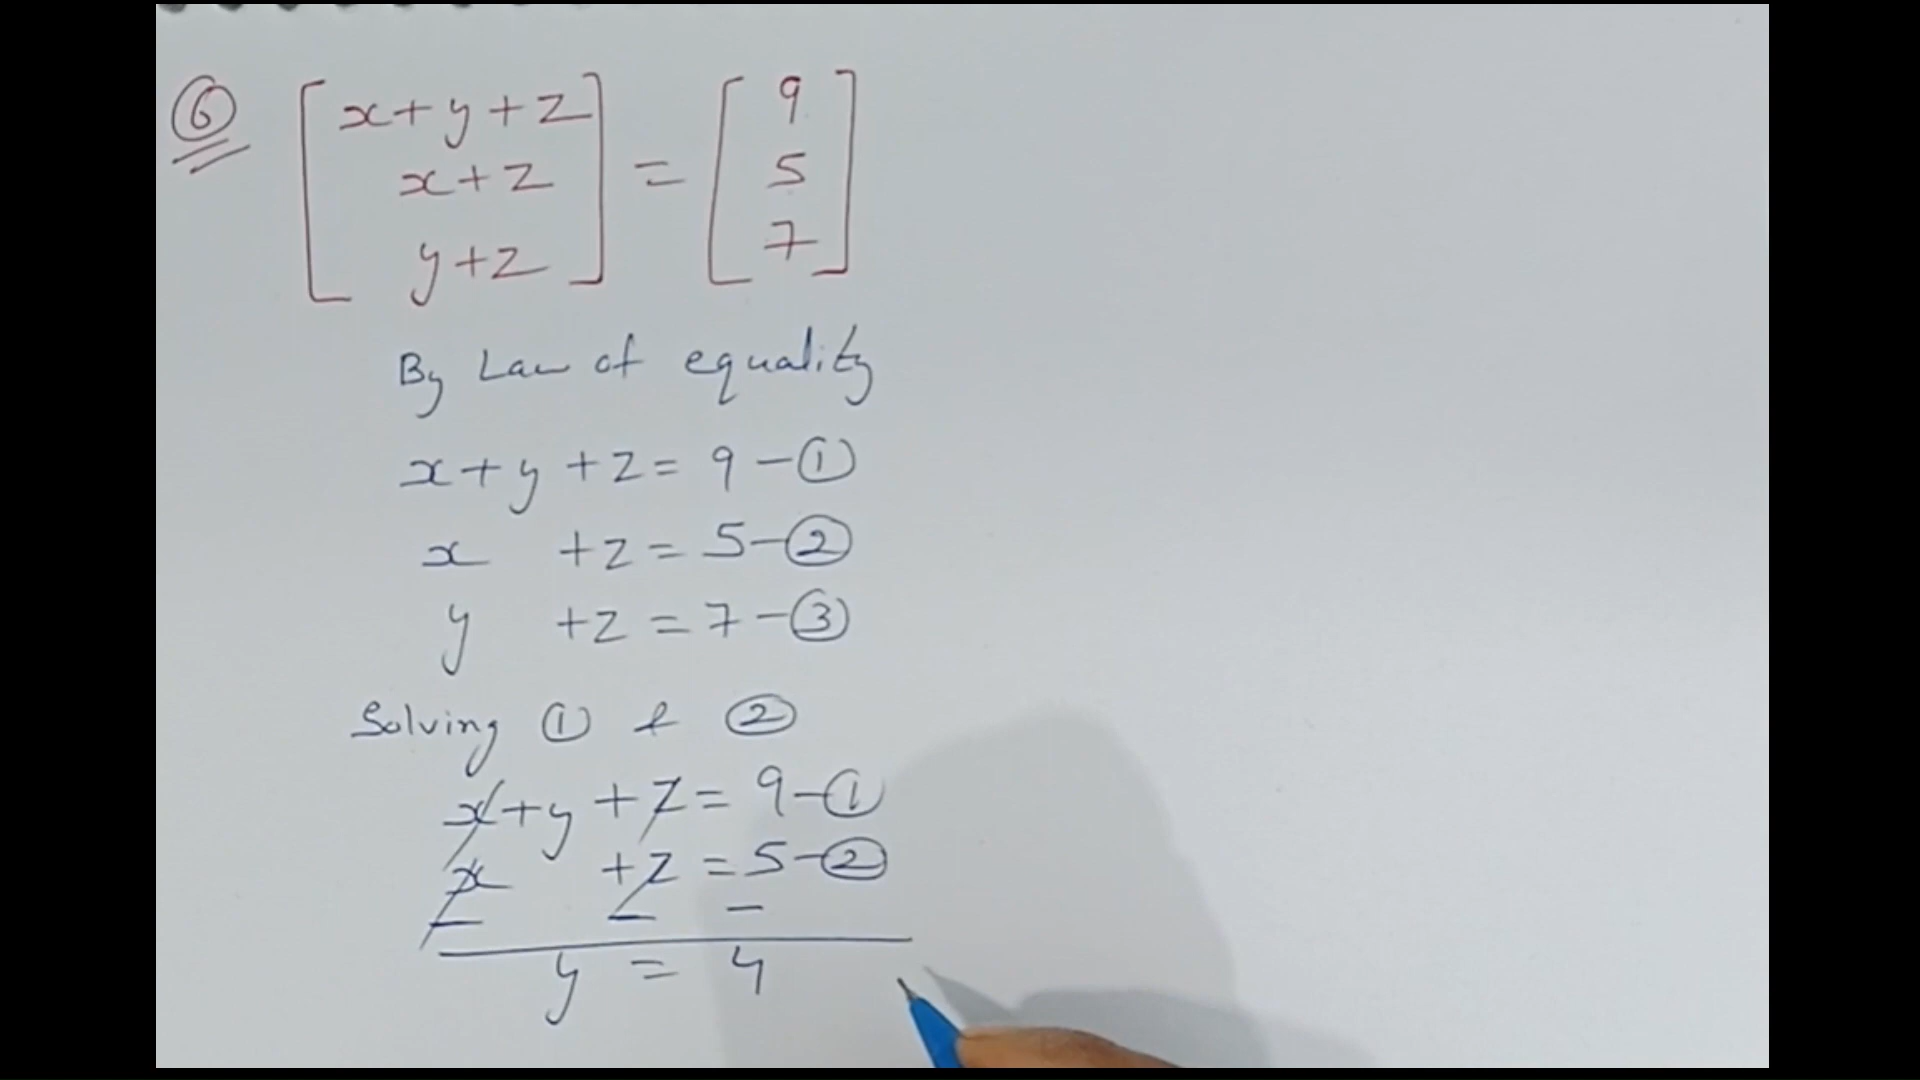 ⑥ [x+y+z] = [9]
[x+z] [5]
[y+z] [7]
By Law of equality
x+y+z=9-①
x +z=5-②
y +z=7-③
Solving ① & ②
x+y+z=9-①
x +z=5-②
- - -
y = 4